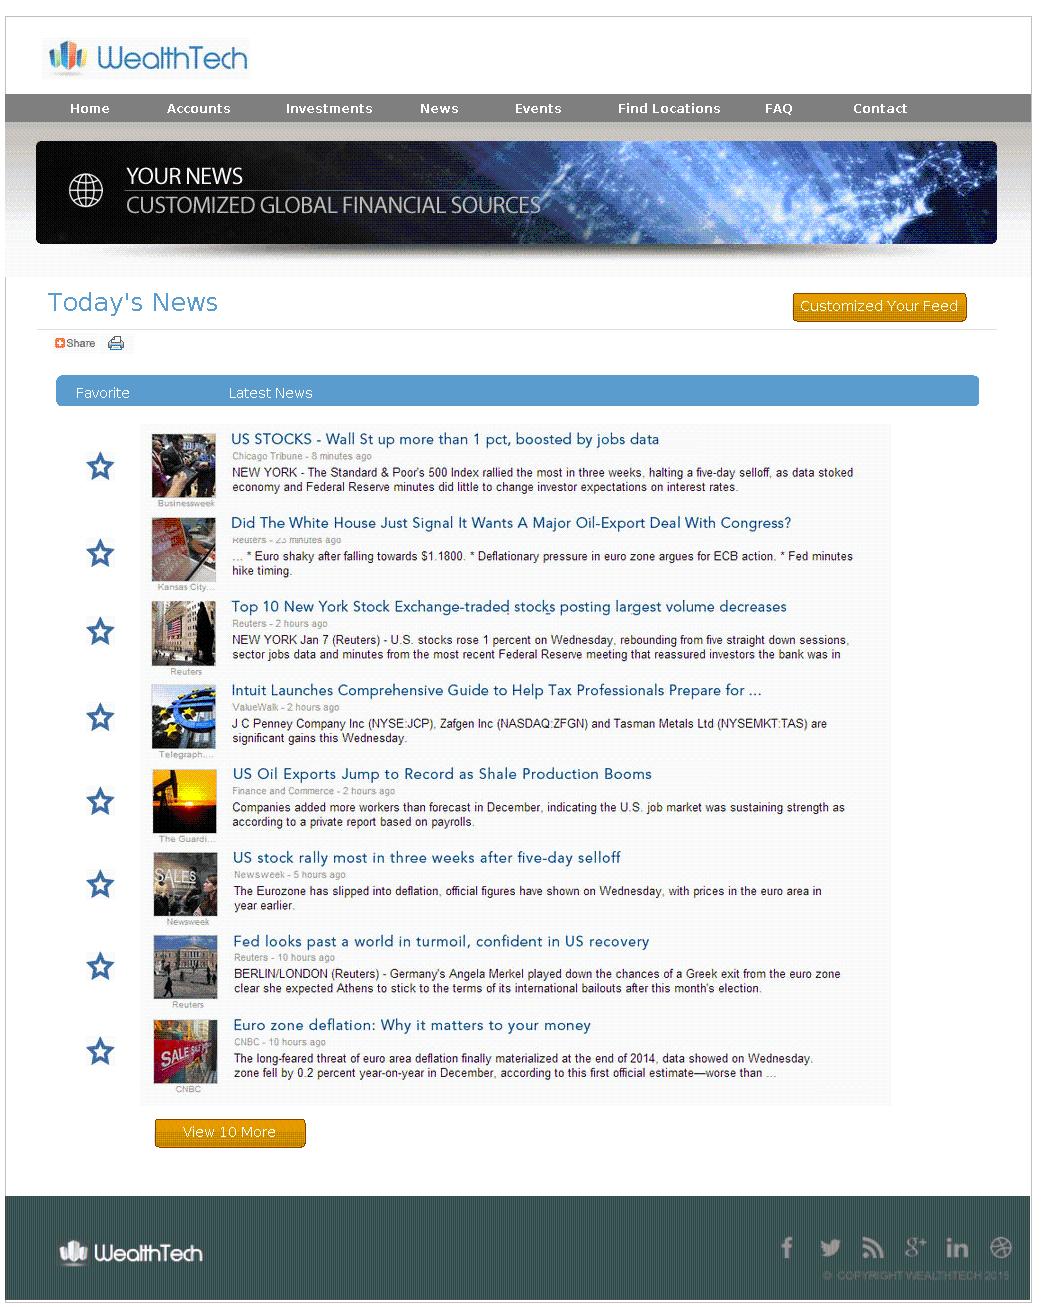 WealthTech
Home Accounts Investments News Events Find Locations FAQ Contact
YOUR NEWS
CUSTOMIZED GLOBAL FINANCIAL SOURCES
Today's News
Customized Your Feed
Share
Favorite Latest News
US STOCKS - Wall St up more than 1 pct, boosted by jobs data
Chicago Tribune - 8 minutes ago
NEW YORK - The Standard & Poor's 500 Index rallied the most in three weeks, halting a five-day selloff, as data stoked
economy and Federal Reserve minutes did little to change investor expectations on interest rates.
Businessweek
Did The White House Just Signal It Wants A Major Oil-Export Deal With Congress?
Reuters - 23 minutes ago
... * Euro shaky after falling towards $1.1800. * Deflationary pressure in euro zone argues for ECB action. * Fed minutes
hike timing.
Kansas City...
Top 10 New York Stock Exchange-traded stocks posting largest volume decreases
Reuters - 2 hours ago
NEW YORK Jan 7 (Reuters) - U.S. stocks rose 1 percent on Wednesday, rebounding from five straight down sessions,
sector jobs data and minutes from the most recent Federal Reserve meeting that reassured investors the bank was in
Reuters
Intuit Launches Comprehensive Guide to Help Tax Professionals Prepare for ...
ValueWalk - 2 hours ago
J C Penney Company Inc (NYSE:JCP), Zafgen Inc (NASDAQ:ZFGN) and Tasman Metals Ltd (NYSEMKT:TAS) are
significant gains this Wednesday.
Telegraph....
US Oil Exports Jump to Record as Shale Production Booms
Finance and Commerce - 2 hours ago
Companies added more workers than forecast in December, indicating the U.S. job market was sustaining strength as
according to a private report based on payrolls.
The Guardi...
US stock rally most in three weeks after five-day selloff
Newsweek - 5 hours ago
SALES
The Eurozone has slipped into deflation, official figures have shown on Wednesday, with prices in the euro area in
year earlier.
Newsweek
Fed looks past a world in turmoil, confident in US recovery
Reuters - 10 hours ago
BERLIN/LONDON (Reuters) - Germany's Angela Merkel played down the chances of a Greek exit from the euro zone
clear she expected Athens to stick to the terms of its international bailouts after this month's election.
Reuters
Euro zone deflation: Why it matters to your money
CNBC - 10 hours ago
SALE
The long-feared threat of euro area deflation finally materialized at the end of 2014, data showed on Wednesday.
zone fell by 0.2 percent year-on-year in December, according to this first official estimate—worse than ...
CNBC
View 10 More
WealthTech
© COPYRIGHT WEALTHTECH 2015